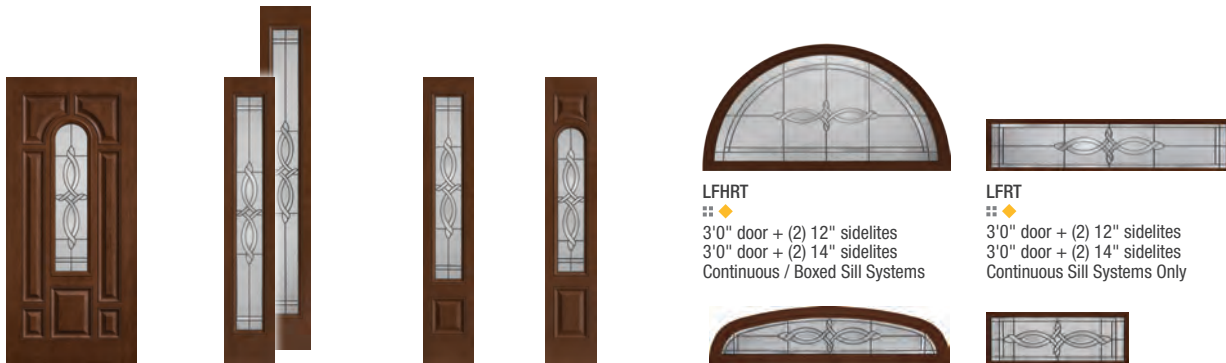 LFHRT
3'0" door + (2) 12" sidelites
3'0" door + (2) 14" sidelites
Continuous / Boxed Sill Systems
LFRT
3'0" door + (2) 12" sidelites
3'0" door + (2) 14" sidelites
Continuous Sill Systems Only